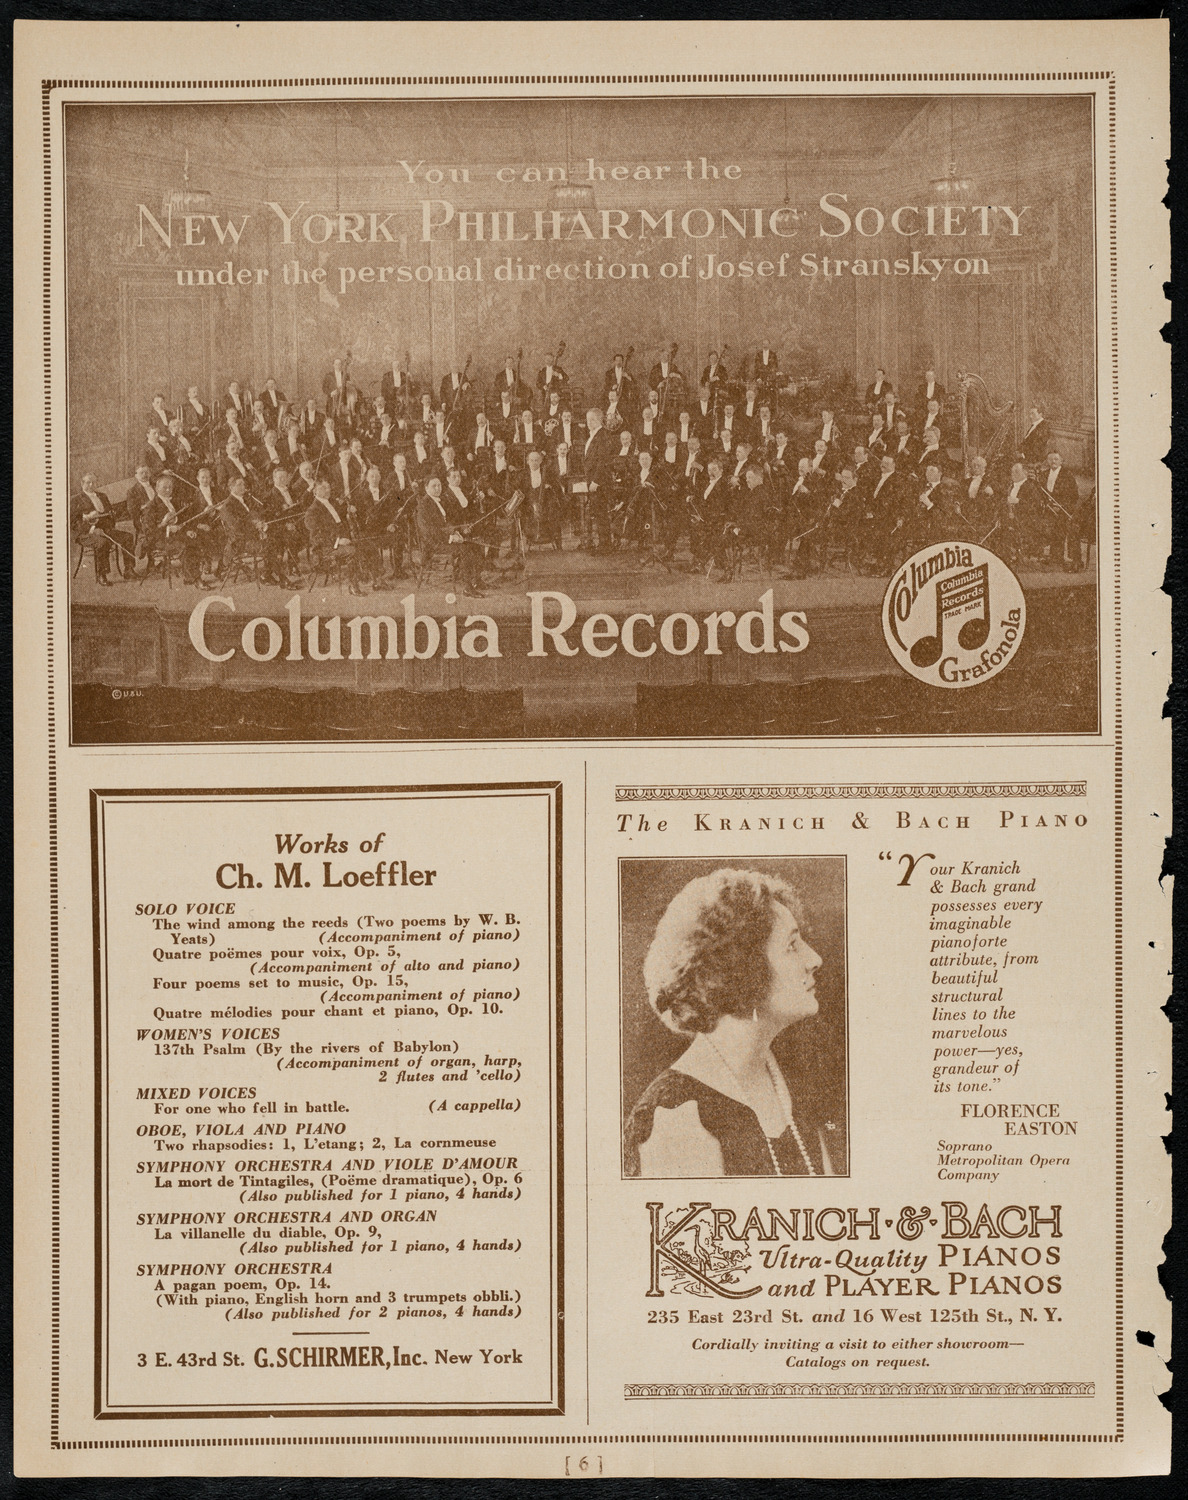 You can hear the
NEW YORK PHILHARMONIC SOCIETY
under the personal direction of Josef Stransky on
Columbia Records
Columbia
Columbia
Records
TRADE MARK
Grafonola
© U & U.
Works of
Ch. M. Loeffler
SOLO VOICE
The wind among the reeds (Two poems by W. B.
Yeats) (Accompaniment of piano)
Quatre poëmes pour voix, Op. 5,
(Accompaniment of alto and piano)
Four poems set to music, Op. 15,
(Accompaniment of piano)
Quatre mélodies pour chant et piano, Op. 10.
WOMEN'S VOICES
137th Psalm (By the rivers of Babylon)
(Accompaniment of organ, harp,
2 flutes and 'cello)
MIXED VOICES
For one who fell in battle. (A cappella)
OBOE, VIOLA AND PIANO
Two rhapsodies: 1, L'etang; 2, La cornmeuse
SYMPHONY ORCHESTRA AND VIOLE D'AMOUR
La mort de Tintagiles, (Poëme dramatique), Op. 6
(Also published for 1 piano, 4 hands)
SYMPHONY ORCHESTRA AND ORGAN
La villanelle du diable, Op. 9,
(Also published for 1 piano, 4 hands)
SYMPHONY ORCHESTRA
A pagan poem, Op. 14.
(With piano, English horn and 3 trumpets obbli.)
(Also published for 2 pianos, 4 hands)
3 E. 43rd St. G. SCHIRMER, Inc. New York
The KRANICH & BACH PIANO
"Your Kranich
& Bach grand
possesses every
imaginable
pianoforte
attribute, from
beautiful
structural
lines to the
marvelous
power—yes,
grandeur of
its tone."
FLORENCE
EASTON
Soprano
Metropolitan Opera
Company
KRANICH·&·BACH
Ultra-Quality PIANOS
and PLAYER PIANOS
235 East 23rd St. and 16 West 125th St., N. Y.
Cordially inviting a visit to either showroom—
Catalogs on request.
[ 6 ]